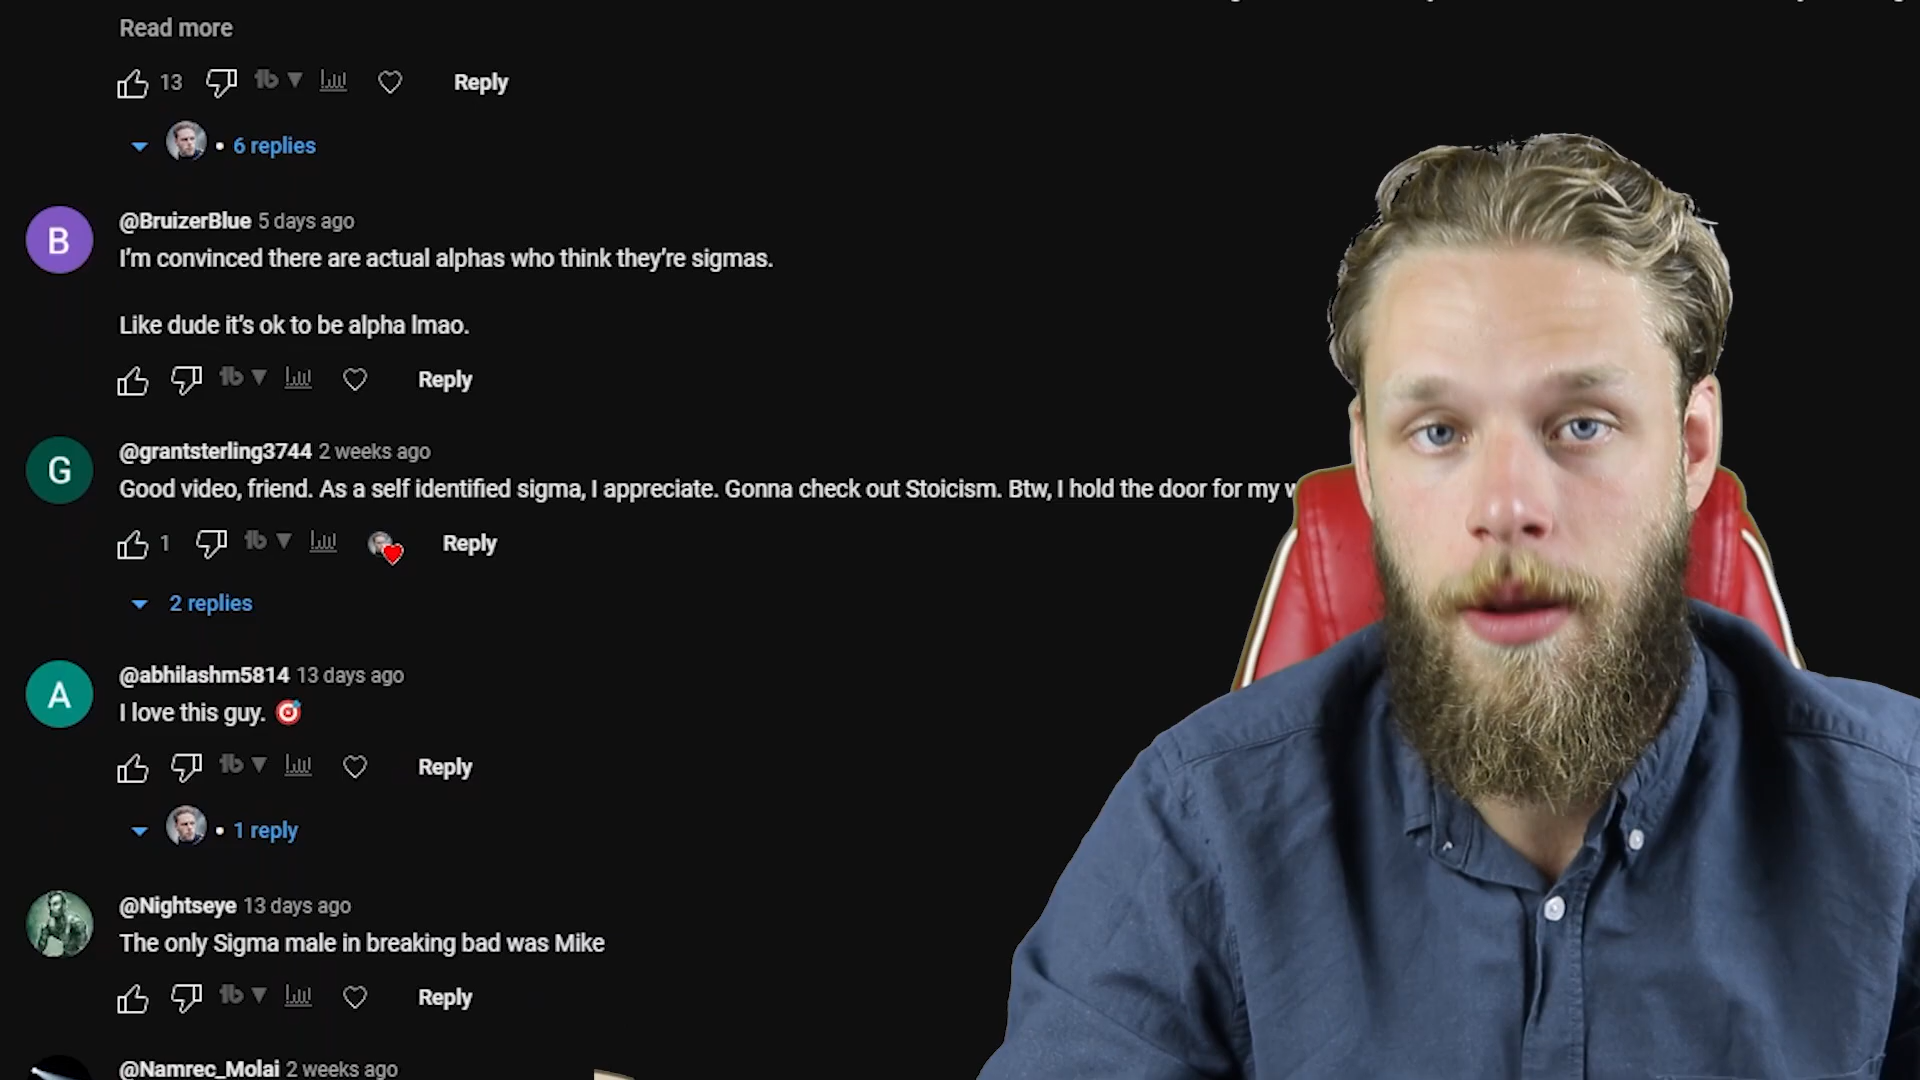 Read more
13 Reply
6 replies
@BruizerBlue 5 days ago
I'm convinced there are actual alphas who think they're sigmas.
Like dude it's ok to be alpha lmao.
Reply
@grantsterling3744 2 weeks ago
Good video, friend. As a self identified sigma, I appreciate. Gonna check out Stoicism. Btw, I hold the door for my
1 Reply
2 replies
@abhilashm5814 13 days ago
I love this guy. 🎯
Reply
1 reply
@Nightseye 13 days ago
The only Sigma male in breaking bad was Mike
Reply
@Namrec_Molai 2 weeks ago
B
G
A